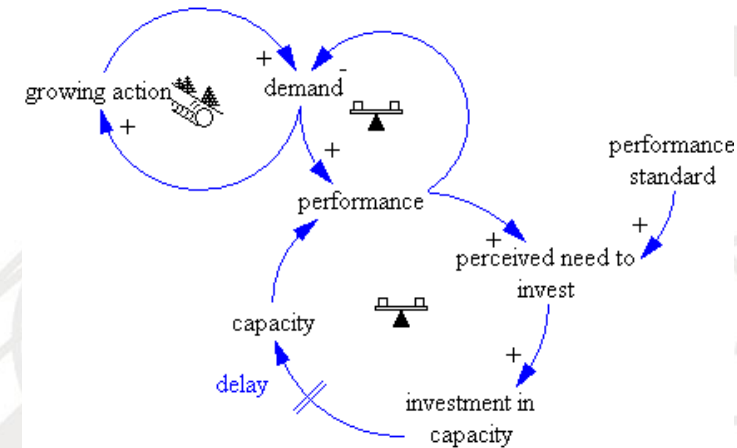 +
-
growing action
demand
+
+
performance
standard
performance
+
+
perceived need to
invest
capacity
+
delay
investment in
capacity